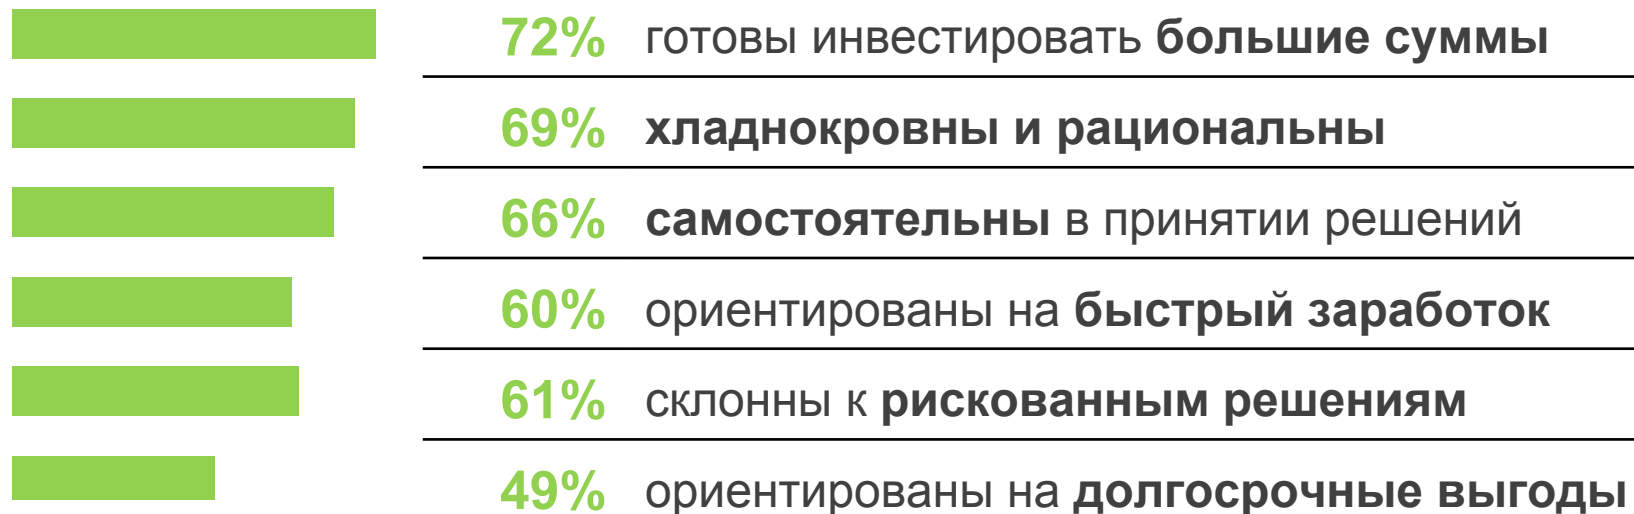 72% готовы инвестировать большие суммы
69% хладнокровны и рациональны
66% самостоятельны в принятии решений
60% ориентированы на быстрый заработок
61% склонны к рискованным решениям
49% ориентированы на долгосрочные выгоды